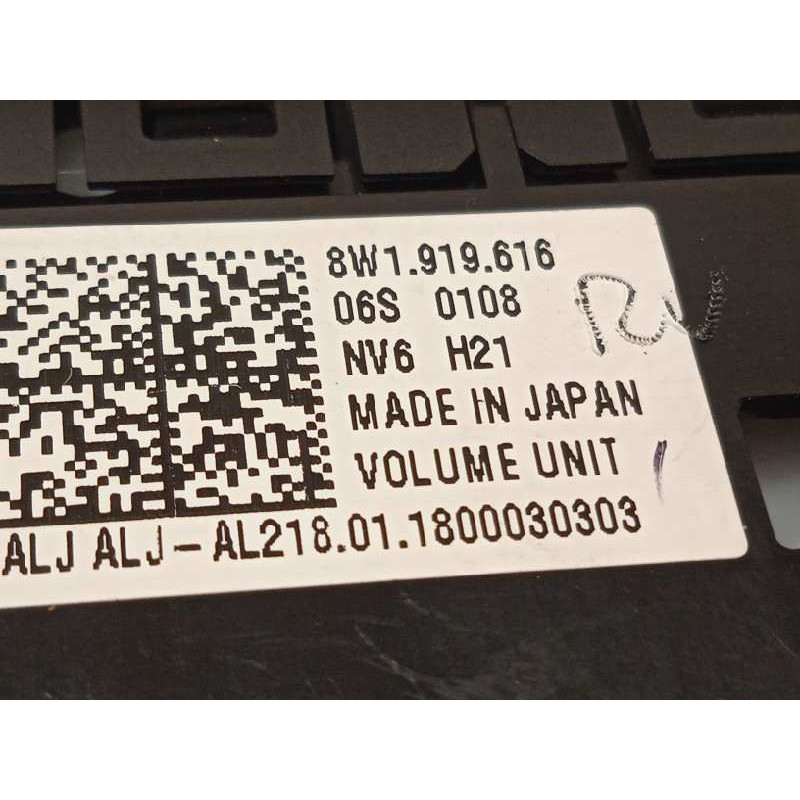 8W1.919.616
06S 0108
NV6 H21
MADE IN JAPAN
VOLUME UNIT
ALJ ALJ-AL218.01.1800030303